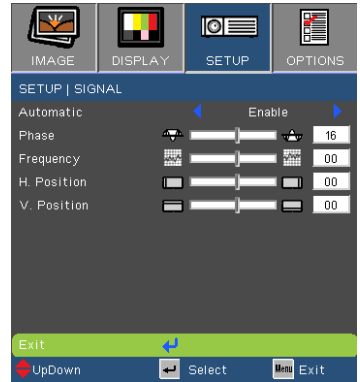 IMAGE DISPLAY SETUP OPTIONS
SETUP | SIGNAL
Automatic Enable
Phase 16
Frequency 00
H. Position 00
V. Position 00
Exit
UpDown Select Menu Exit